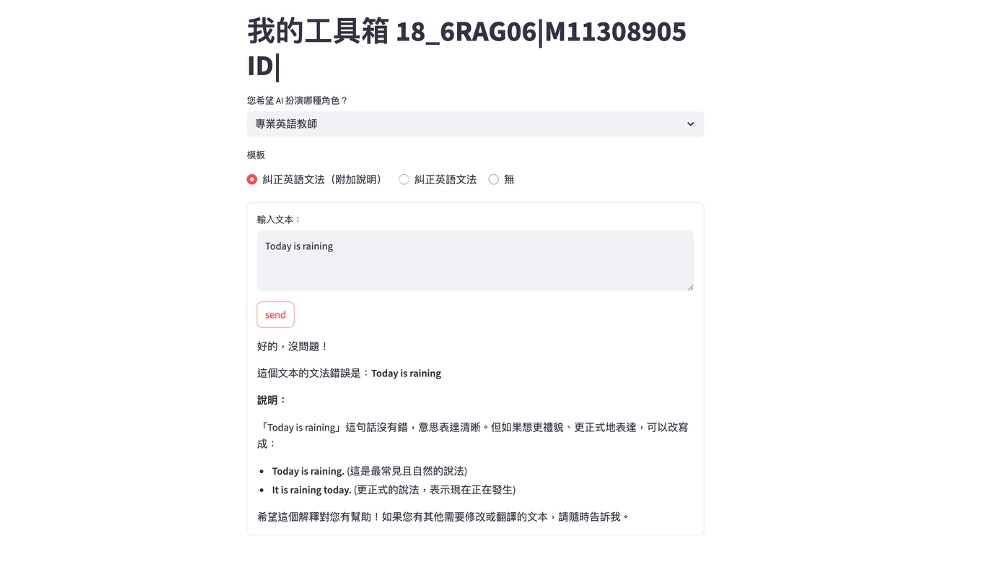 我的工具箱 18_6RAG06|M11308905
ID|
您希望 AI 扮演哪種角色？
專業英語教師
模板
糾正英語文法（附加說明）
糾正英語文法
無
輸入文本：
Today is raining
send
好的，沒問題！
這個文本的文法錯誤是：Today is raining
說明：
「Today is raining」這句話沒有錯，意思表達清晰。但如果想更禮貌、更正式地表達，可以改寫
成：
Today is raining. (這是最常見且自然的說法)
It is raining today. (更正式的說法，表示現在正在發生)
希望這個解釋對您有幫助！如果您有其他需要修改或翻譯的文本，請隨時告訴我。